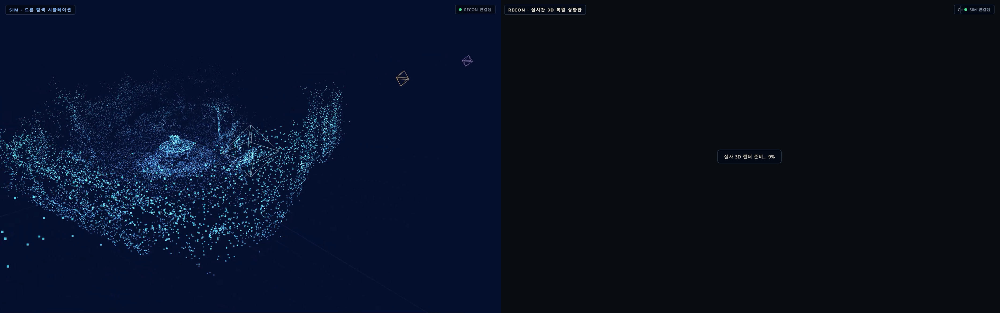 SIM · 드론 탐색 시뮬레이션
RECON 연결됨
RECON · 실시간 3D 복원 상황판
SIM 연결됨
실사 3D 렌더 준비... 9%